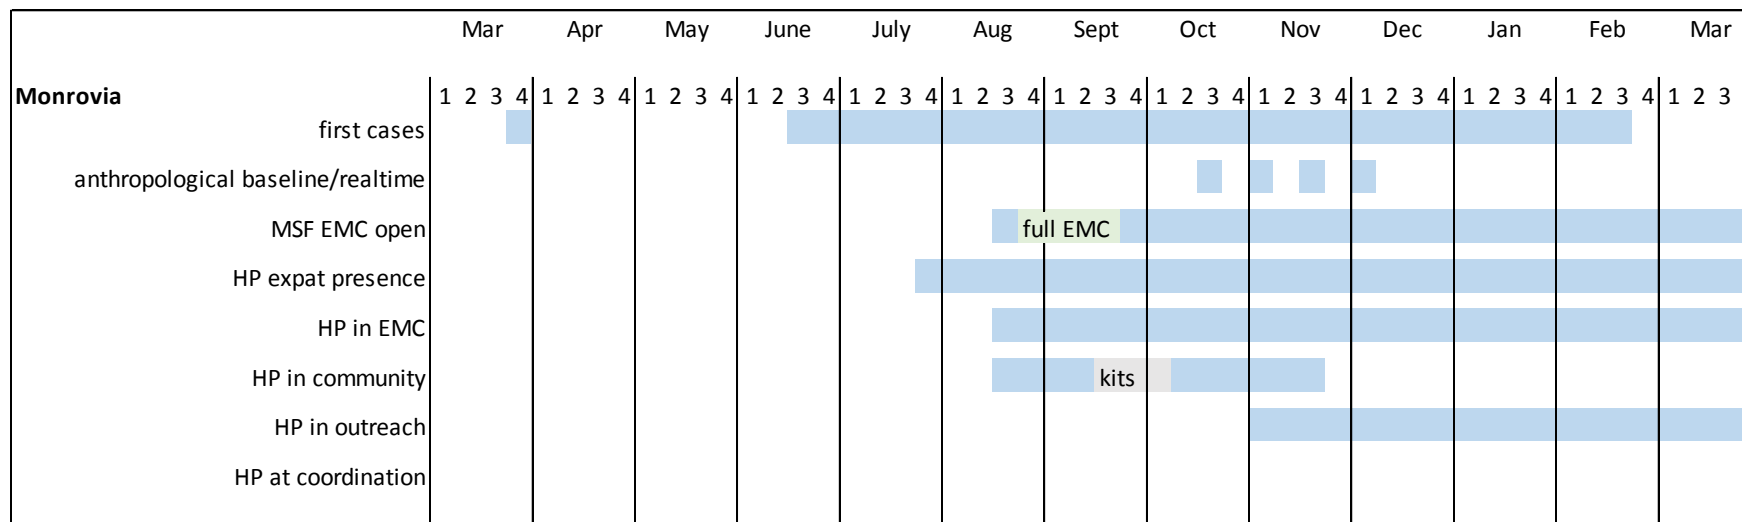 Mar Apr May June July Aug Sept Oct Nov Dec Jan Feb Mar
Monrovia 1 2 3 4 1 2 3 4 1 2 3 4 1 2 3 4 1 2 3 4 1 2 3 4 1 2 3 4 1 2 3 4 1 2 3 4 1 2 3 4 1 2 3 4 1 2 3 4 1 2 3
first cases
anthropological baseline/realtime
MSF EMC open full EMC
HP expat presence
HP in EMC
HP in community kits
HP in outreach
HP at coordination